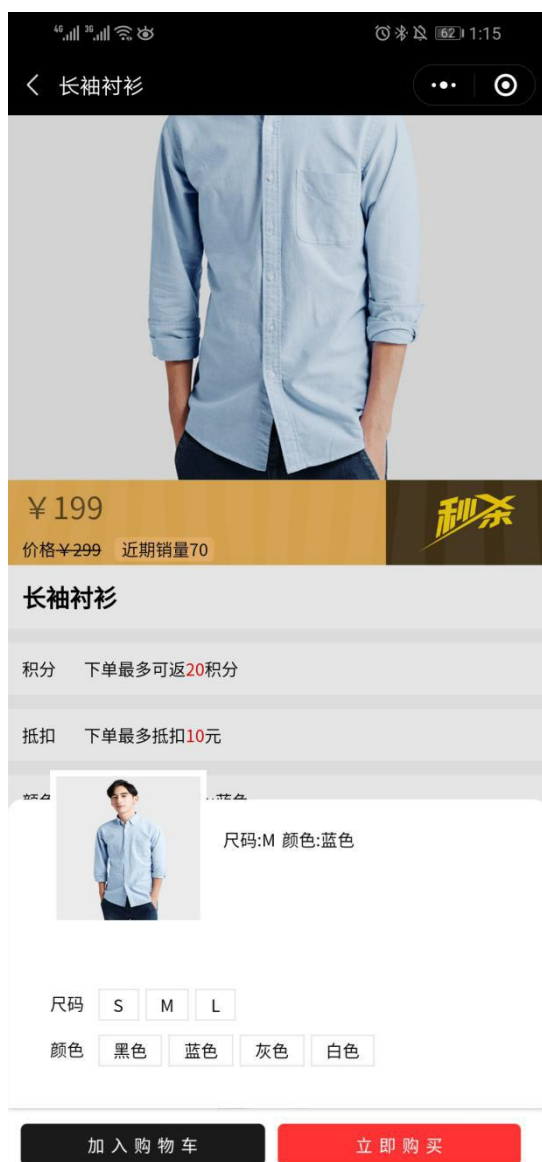 46 36 62 1:15
长袖衬衫
￥199
秒杀
价格￥299 近期销量70
长袖衬衫
积分 下单最多可返20积分
抵扣 下单最多抵扣10元
尺码:M 颜色:蓝色
尺码 S M L
颜色 黑色 蓝色 灰色 白色
加入购物车 立即购买